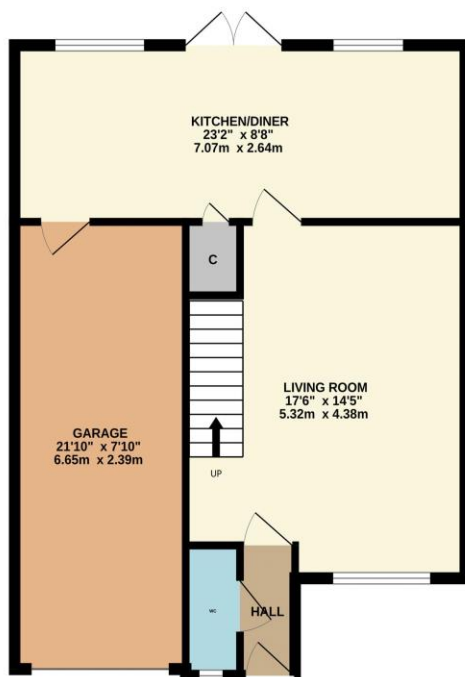 KITCHEN/DINER
23'2" x 8'8"
7.07m x 2.64m
C
LIVING ROOM
17'6" x 14'5"
5.32m x 4.38m
GARAGE
21'10" x 7'10"
6.65m x 2.39m
UP
WC
HALL